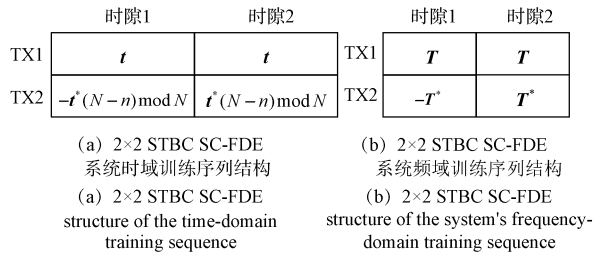 时隙1 时隙2
TX1 t t
TX2 -t*(N-n)mod N t*(N-n)mod N
(a) 2×2 STBC SC-FDE
系统时域训练序列结构
(a) 2×2 STBC SC-FDE
structure of the time-domain
training sequence
时隙1 时隙2
TX1 T T
TX2 -T* T*
(b) 2×2 STBC SC-FDE
系统频域训练序列结构
(b) 2×2 STBC SC-FDE
structure of the system's frequency-
domain training sequence